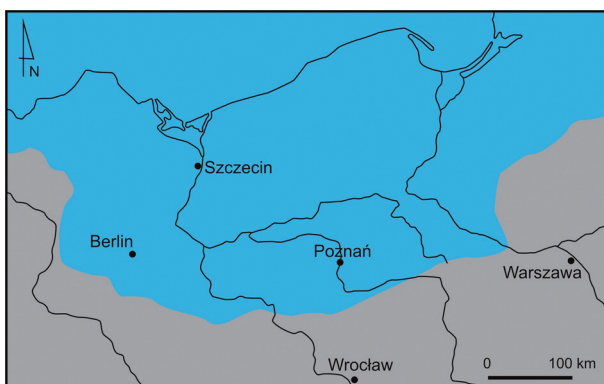 N
Szczecin
Berlin
Poznań
Warszawa
Wrocław
0 100 km